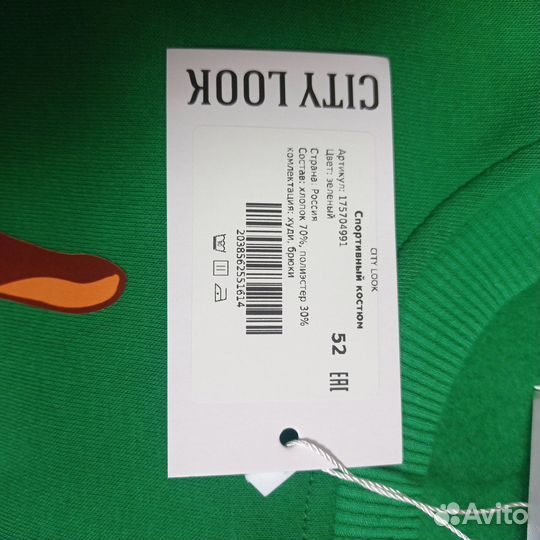 CITY LOOK
CITY LOOK
Спортивный костюм
Артикул: 175704991
Цвет: зеленый
52
EAC
Страна: Россия
Состав: хлопок 70%, полиэстер 30%
комлектация: худи, брюки
2038562551614
Avito